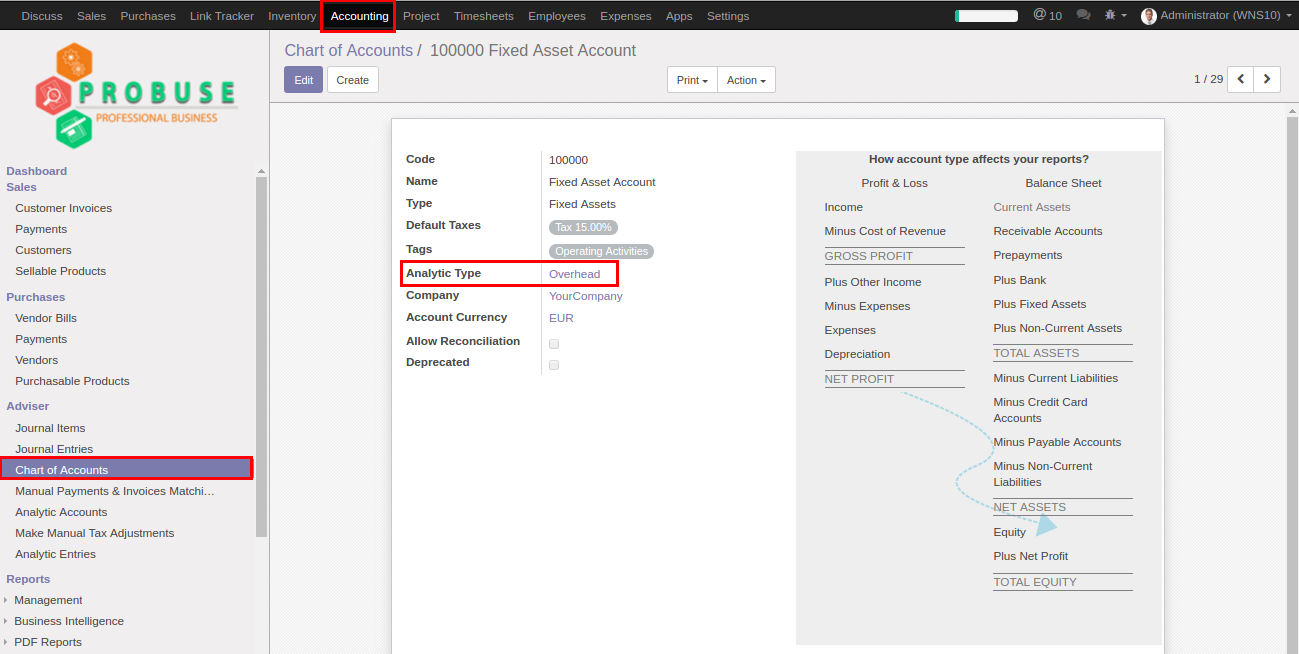 Discuss Sales Purchases Link Tracker Inventory Accounting Project Timesheets Employees Expenses Apps Settings @ 10 Administrator (WNS10)
PROBUSE
PROFESSIONAL BUSINESS
Dashboard
Sales
Customer Invoices
Payments
Customers
Sellable Products
Purchases
Vendor Bills
Payments
Vendors
Purchasable Products
Adviser
Journal Items
Journal Entries
Chart of Accounts
Manual Payments & Invoices Matchi...
Analytic Accounts
Make Manual Tax Adjustments
Analytic Entries
Reports
Management
Business Intelligence
PDF Reports
Chart of Accounts / 100000 Fixed Asset Account
Edit Create Print Action 1 / 29
Code 100000
Name Fixed Asset Account
Type Fixed Assets
Default Taxes Tax 15.00%
Tags Operating Activities
Analytic Type Overhead
Company YourCompany
Account Currency EUR
Allow Reconciliation
Deprecated
How account type affects your reports?
Profit & Loss
Income
Minus Cost of Revenue
GROSS PROFIT
Plus Other Income
Minus Expenses
Expenses
Depreciation
NET PROFIT
Balance Sheet
Current Assets
Receivable Accounts
Prepayments
Plus Bank
Plus Fixed Assets
Plus Non-Current Assets
TOTAL ASSETS
Minus Current Liabilities
Minus Credit Card
Accounts
Minus Payable Accounts
Minus Non-Current
Liabilities
NET ASSETS
Equity
Plus Net Profit
TOTAL EQUITY